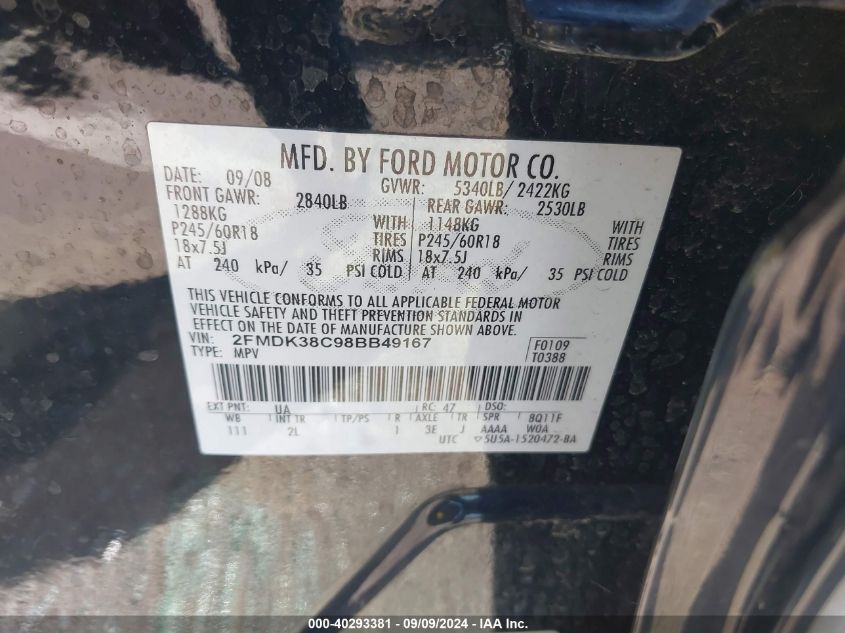 MFD. BY FORD MOTOR CO.
DATE: 09/08 GVWR: 5340LB/ 2422KG
FRONT GAWR: 2840LB REAR GAWR: 2530LB
1288KG WITH 1148KG WITH
P245/60R18 TIRES P245/60R18 TIRES
18x7.5J RIMS 18x7.5J RIMS
AT 240 kPa/ 35 PSI COLD AT 240 kPa/ 35 PSI COLD
THIS VEHICLE CONFORMS TO ALL APPLICABLE FEDERAL MOTOR
VEHICLE SAFETY AND THEFT PREVENTION STANDARDS IN
EFFECT ON THE DATE OF MANUFACTURE SHOWN ABOVE.
VIN: 2FMDK38C98BB49167 F0109
TYPE: MPV T0388
EXT PNT: UA RC: 47 DSO:
WB INT TR TP/PS R AXLE TR SPR 8Q11F
111 2L 1 3E J AAAA W0A
UTC 5U5A-1520472-BA
000-40293381 - 09/09/2024 - IAA Inc.